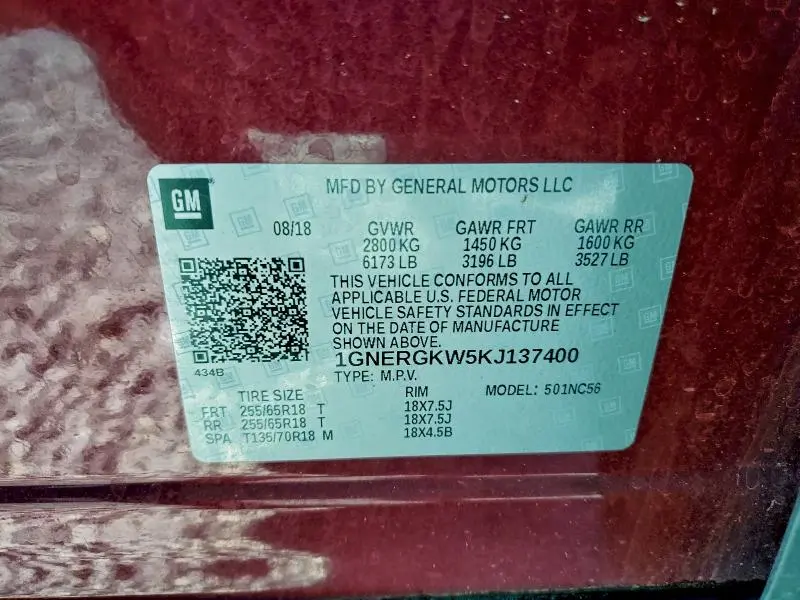 GM
MFD BY GENERAL MOTORS LLC
08/18 GVWR GAWR FRT GAWR RR
2800 KG 1450 KG 1600 KG
6173 LB 3196 LB 3527 LB
THIS VEHICLE CONFORMS TO ALL
APPLICABLE U.S. FEDERAL MOTOR
VEHICLE SAFETY STANDARDS IN EFFECT
ON THE DATE OF MANUFACTURE
SHOWN ABOVE.
1GNERGKW5KJ137400
434B
TYPE: M.P.V.
TIRE SIZE RIM MODEL: 501NC56
FRT 255/65R18 T 18X7.5J
RR 255/65R18 T 18X7.5J
SPA T135/70R18 M 18X4.5B